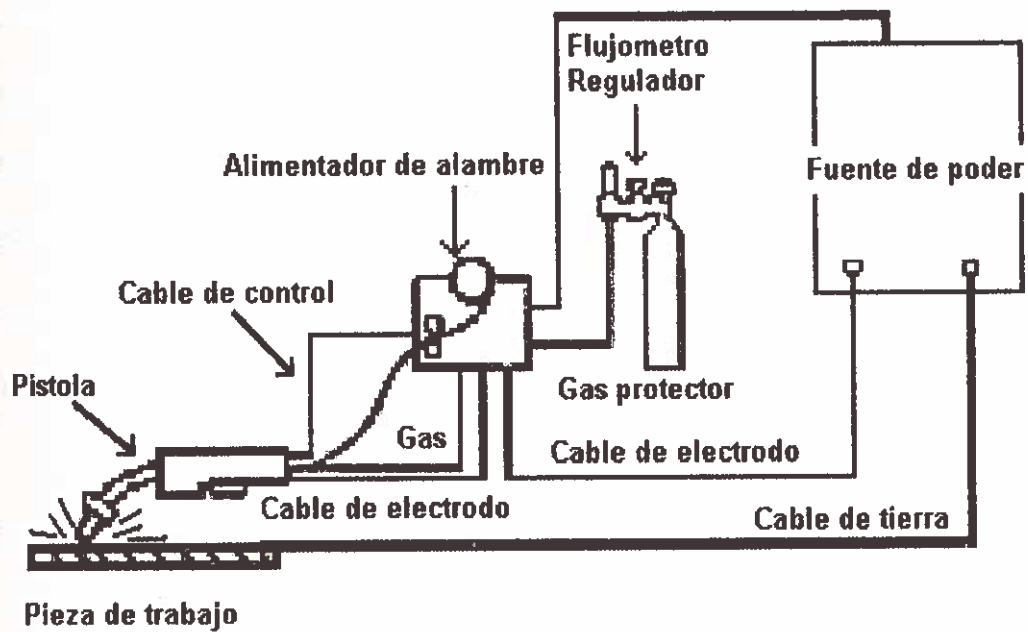 Flujometro
Regulador
Alimentador de alambre
Fuente de poder
Cable de control
Pistola
Gas protector
Gas
Cable de electrodo
Cable de electrodo
Cable de tierra
Pieza de trabajo